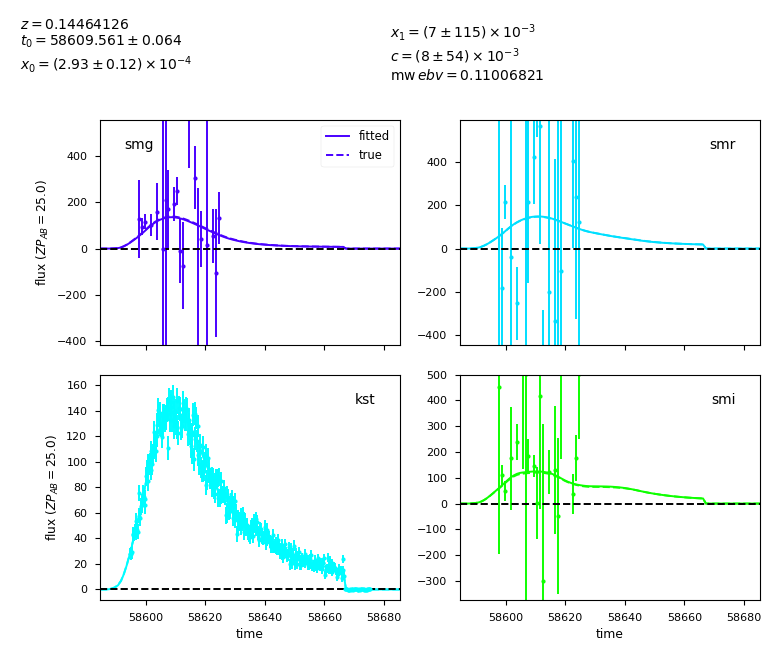 z = 0.14464126
t₀ = 58609.561 ± 0.064
x₀ = (2.93 ± 0.12) × 10⁻⁴
x₁ = (7 ± 115) × 10⁻³
c = (8 ± 54) × 10⁻³
mw ebv = 0.11006821
smg
fitted
true
400
200
0
−200
−400
flux (ZP_AB = 25.0)
smr
400
200
0
−200
−400
kst
160
140
120
100
80
60
40
20
0
flux (ZP_AB = 25.0)
58600 58620 58640 58660 58680
time
smi
500
400
300
200
100
0
−100
−200
−300
58600 58620 58640 58660 58680
time